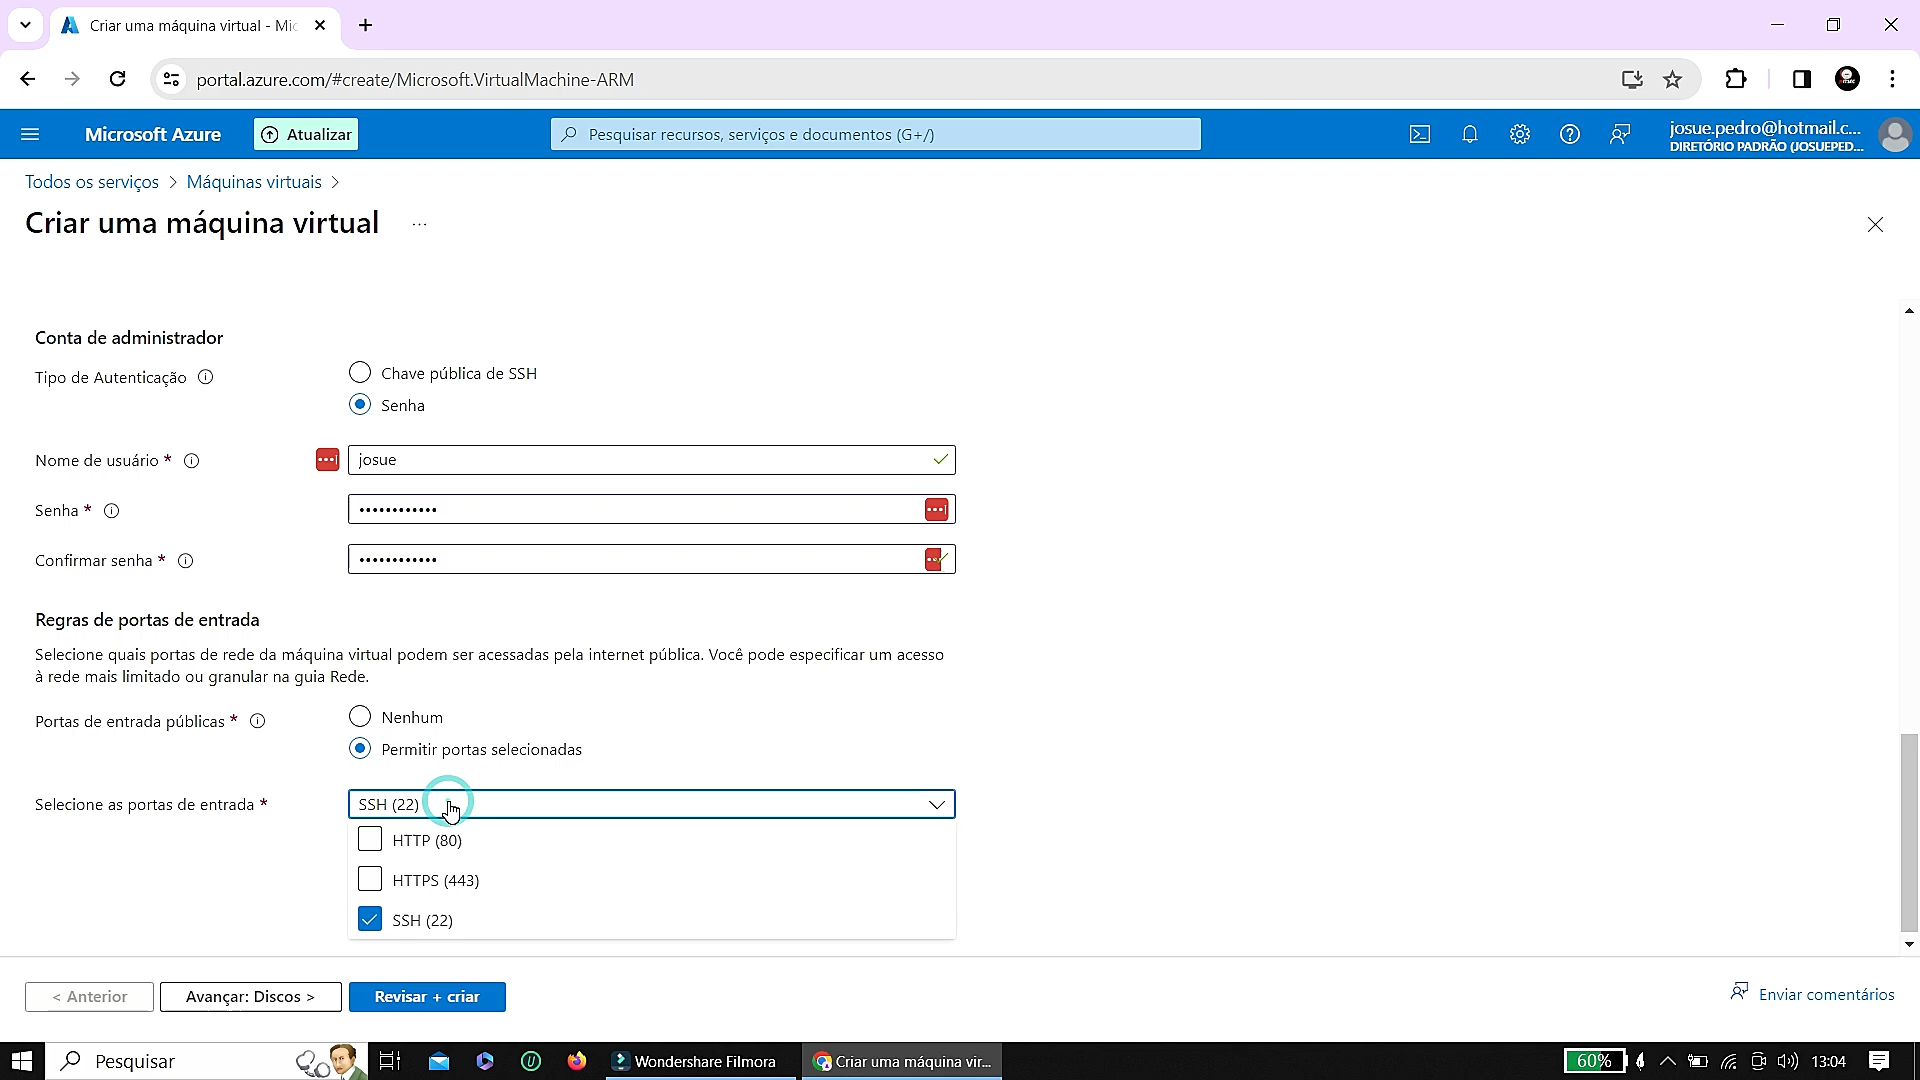 Criar uma máquina virtual - Mic
portal.azure.com/#create/Microsoft.VirtualMachine-ARM
Microsoft Azure
Atualizar
Pesquisar recursos, serviços e documentos (G+/)
josue.pedro@hotmail.c...
DIRETÓRIO PADRÃO (JOSUEPED...
Todos os serviços > Máquinas virtuais >
Criar uma máquina virtual ...
Conta de administrador
Tipo de Autenticação
Chave pública de SSH
Senha
Nome de usuário *
josue
Senha *
••••••••••••
Confirmar senha *
••••••••••••
Regras de portas de entrada
Selecione quais portas de rede da máquina virtual podem ser acessadas pela internet pública. Você pode especificar um acesso
à rede mais limitado ou granular na guia Rede.
Portas de entrada públicas *
Nenhum
Permitir portas selecionadas
Selecione as portas de entrada *
SSH (22)
HTTP (80)
HTTPS (443)
SSH (22)
< Anterior
Avançar: Discos >
Revisar + criar
Enviar comentários
Pesquisar
Wondershare Filmora
Criar uma máquina vir...
60%
13:04